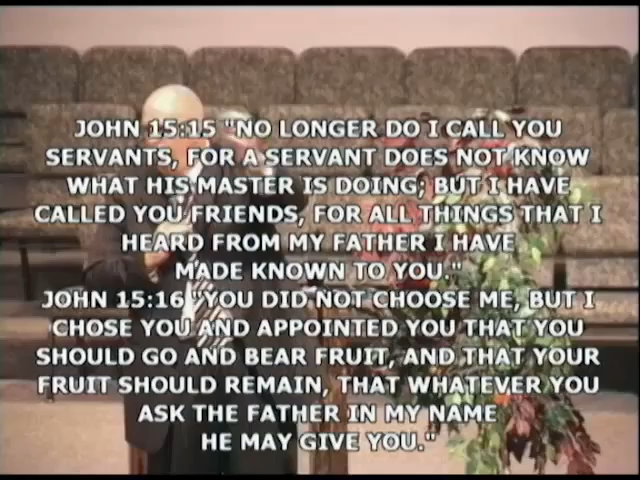 JOHN 15:15 "NO LONGER DO I CALL YOU
SERVANTS, FOR A SERVANT DOES NOT KNOW
WHAT HIS MASTER IS DOING; BUT I HAVE
CALLED YOU FRIENDS, FOR ALL THINGS THAT I
HEARD FROM MY FATHER I HAVE
MADE KNOWN TO YOU."
JOHN 15:16 "YOU DID NOT CHOOSE ME, BUT I
CHOSE YOU AND APPOINTED YOU THAT YOU
SHOULD GO AND BEAR FRUIT, AND THAT YOUR
FRUIT SHOULD REMAIN, THAT WHATEVER YOU
ASK THE FATHER IN MY NAME
HE MAY GIVE YOU."